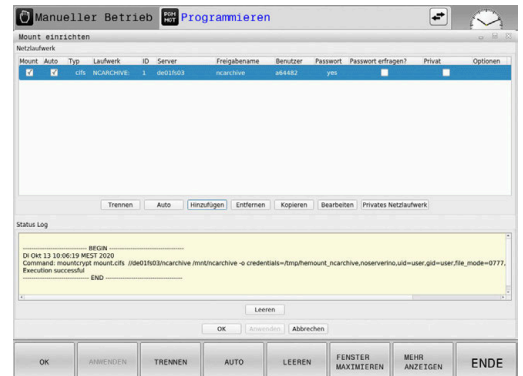 Manueller Betrieb PGM MOT Programmieren
Mount einrichten
Netzlaufwerk
Mount Auto Typ Laufwerk ID Server Freigabename Benutzer Passwort Passwort erfragen? Privat Optionen
cifs NCARCHIVE: 1 de01fs03 ncarchive a64482 yes
Trennen Auto Hinzufügen Entfernen Kopieren Bearbeiten Privates Netzlaufwerk
Status Log
------------------------ BEGIN ------------------------
Di Okt 13 10:06:19 MEST 2020
Command: mountcrypt mount.cifs //de01fs03/ncarchive /mnt/ncarchive -o credentials=/tmp/hemount_ncarchive,noserverino,uid=user,gid=user,file_mode=0777,
Execution successful
------------------------ END ------------------------
Leeren
OK Anwenden Abbrechen
OK ANWENDEN TRENNEN AUTO LEEREN FENSTER MAXIMIEREN MEHR ANZEIGEN ENDE